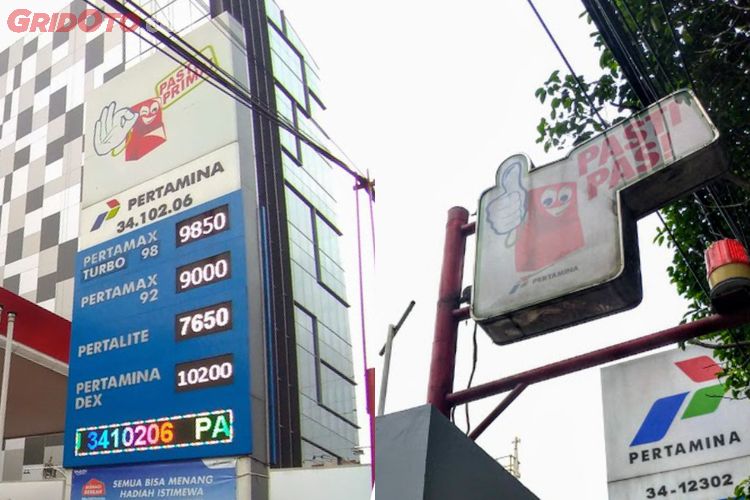 GRIDOTO
PASTI
PRIMA
PERTAMINA
34.102.06
PERTAMAX
TURBO 98
9850
PERTAMAX
92
9000
PERTALITE
7650
PERTAMINA
DEX
10200
3410206 PA
SEMUA BISA MENANG
HADIAH ISTIMEWA
PASTI
PAS!
PERTAMINA
PERTAMINA
34-12302